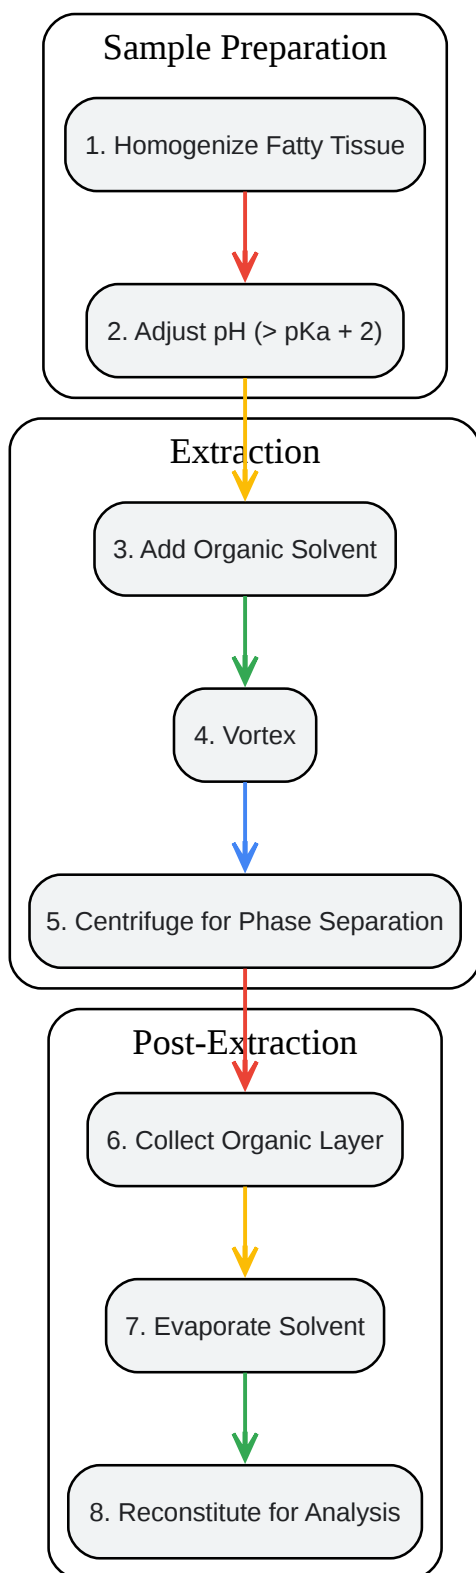 Sample Preparation
1. Homogenize Fatty Tissue
2. Adjust pH (> pKa + 2)
Extraction
3. Add Organic Solvent
4. Vortex
5. Centrifuge for Phase Separation
Post-Extraction
6. Collect Organic Layer
7. Evaporate Solvent
8. Reconstitute for Analysis